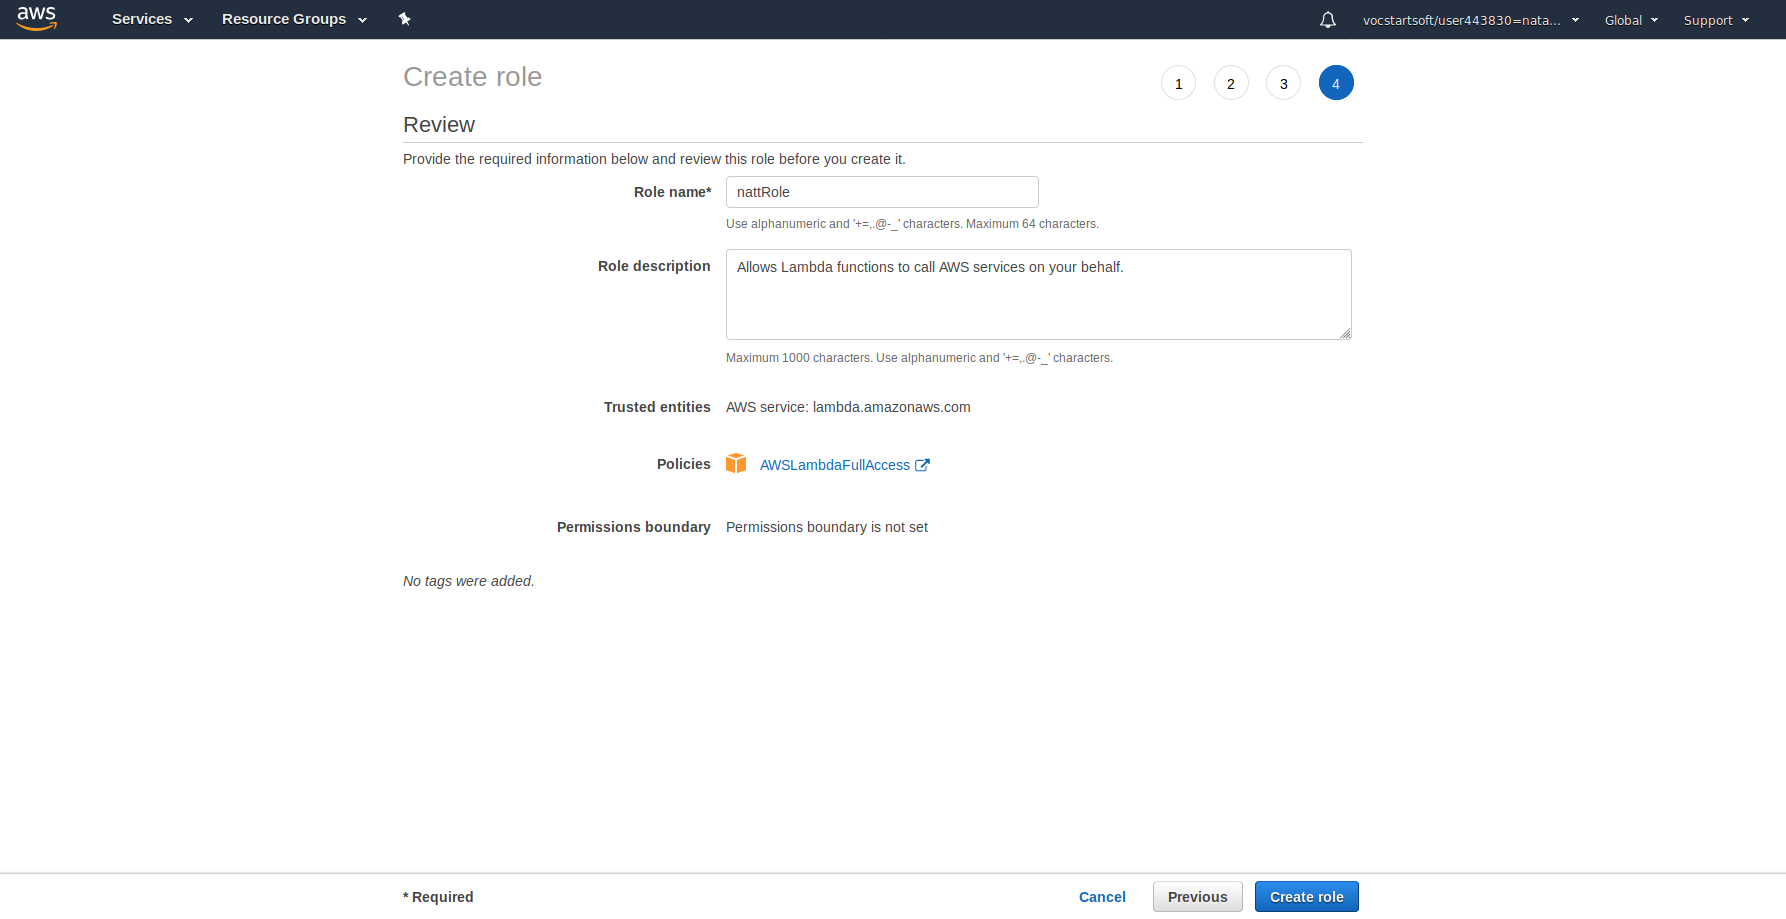 aws Services Resource Groups vocstartsoft/user443830=nata... Global Support
Create role 1 2 3 4
Review
Provide the required information below and review this role before you create it.
Role name* nattRole
Use alphanumeric and '+=,.@-_' characters. Maximum 64 characters.
Role description Allows Lambda functions to call AWS services on your behalf.
Maximum 1000 characters. Use alphanumeric and '+=,.@-_' characters.
Trusted entities AWS service: lambda.amazonaws.com
Policies AWSLambdaFullAccess
Permissions boundary Permissions boundary is not set
No tags were added.
* Required Cancel Previous Create role